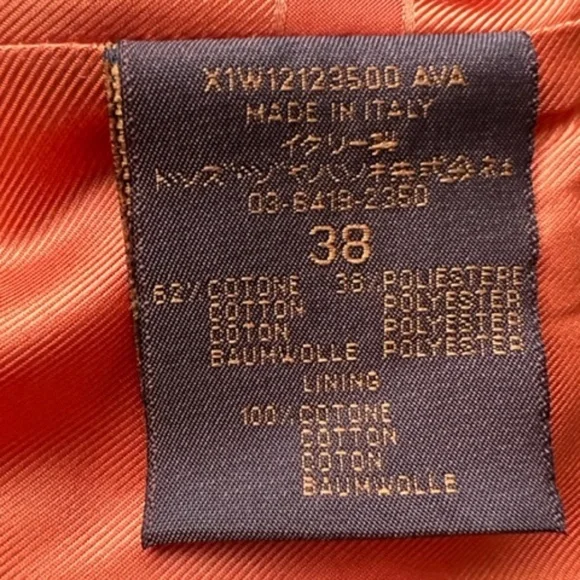 X1W12123500 AVA
MADE IN ITALY
イタリー製
トッズ・ジャパン株式会社
03-6419-2350
38
62% COTONE 38% POLIESTERE
COTTON POLYESTER
COTON POLYESTER
BAUMWOLLE POLYESTER
LINING
100% COTONE
COTTON
COTON
BAUMWOLLE